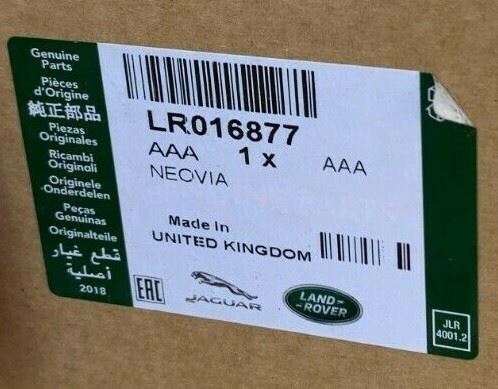 Genuine
Parts
Pièces
d'Origine
純正部品
Piezas
Originales
Ricambi
Originali
Originele
Onderdelen
Peças
Genuinas
Originalteile
قطع غيار
أصلية
2018
LR016877
AAA 1 x AAA
NEOVIA
Made In
UNITED KINGDOM
EAC
JAGUAR
LAND-
-ROVER
JLR
4001.2